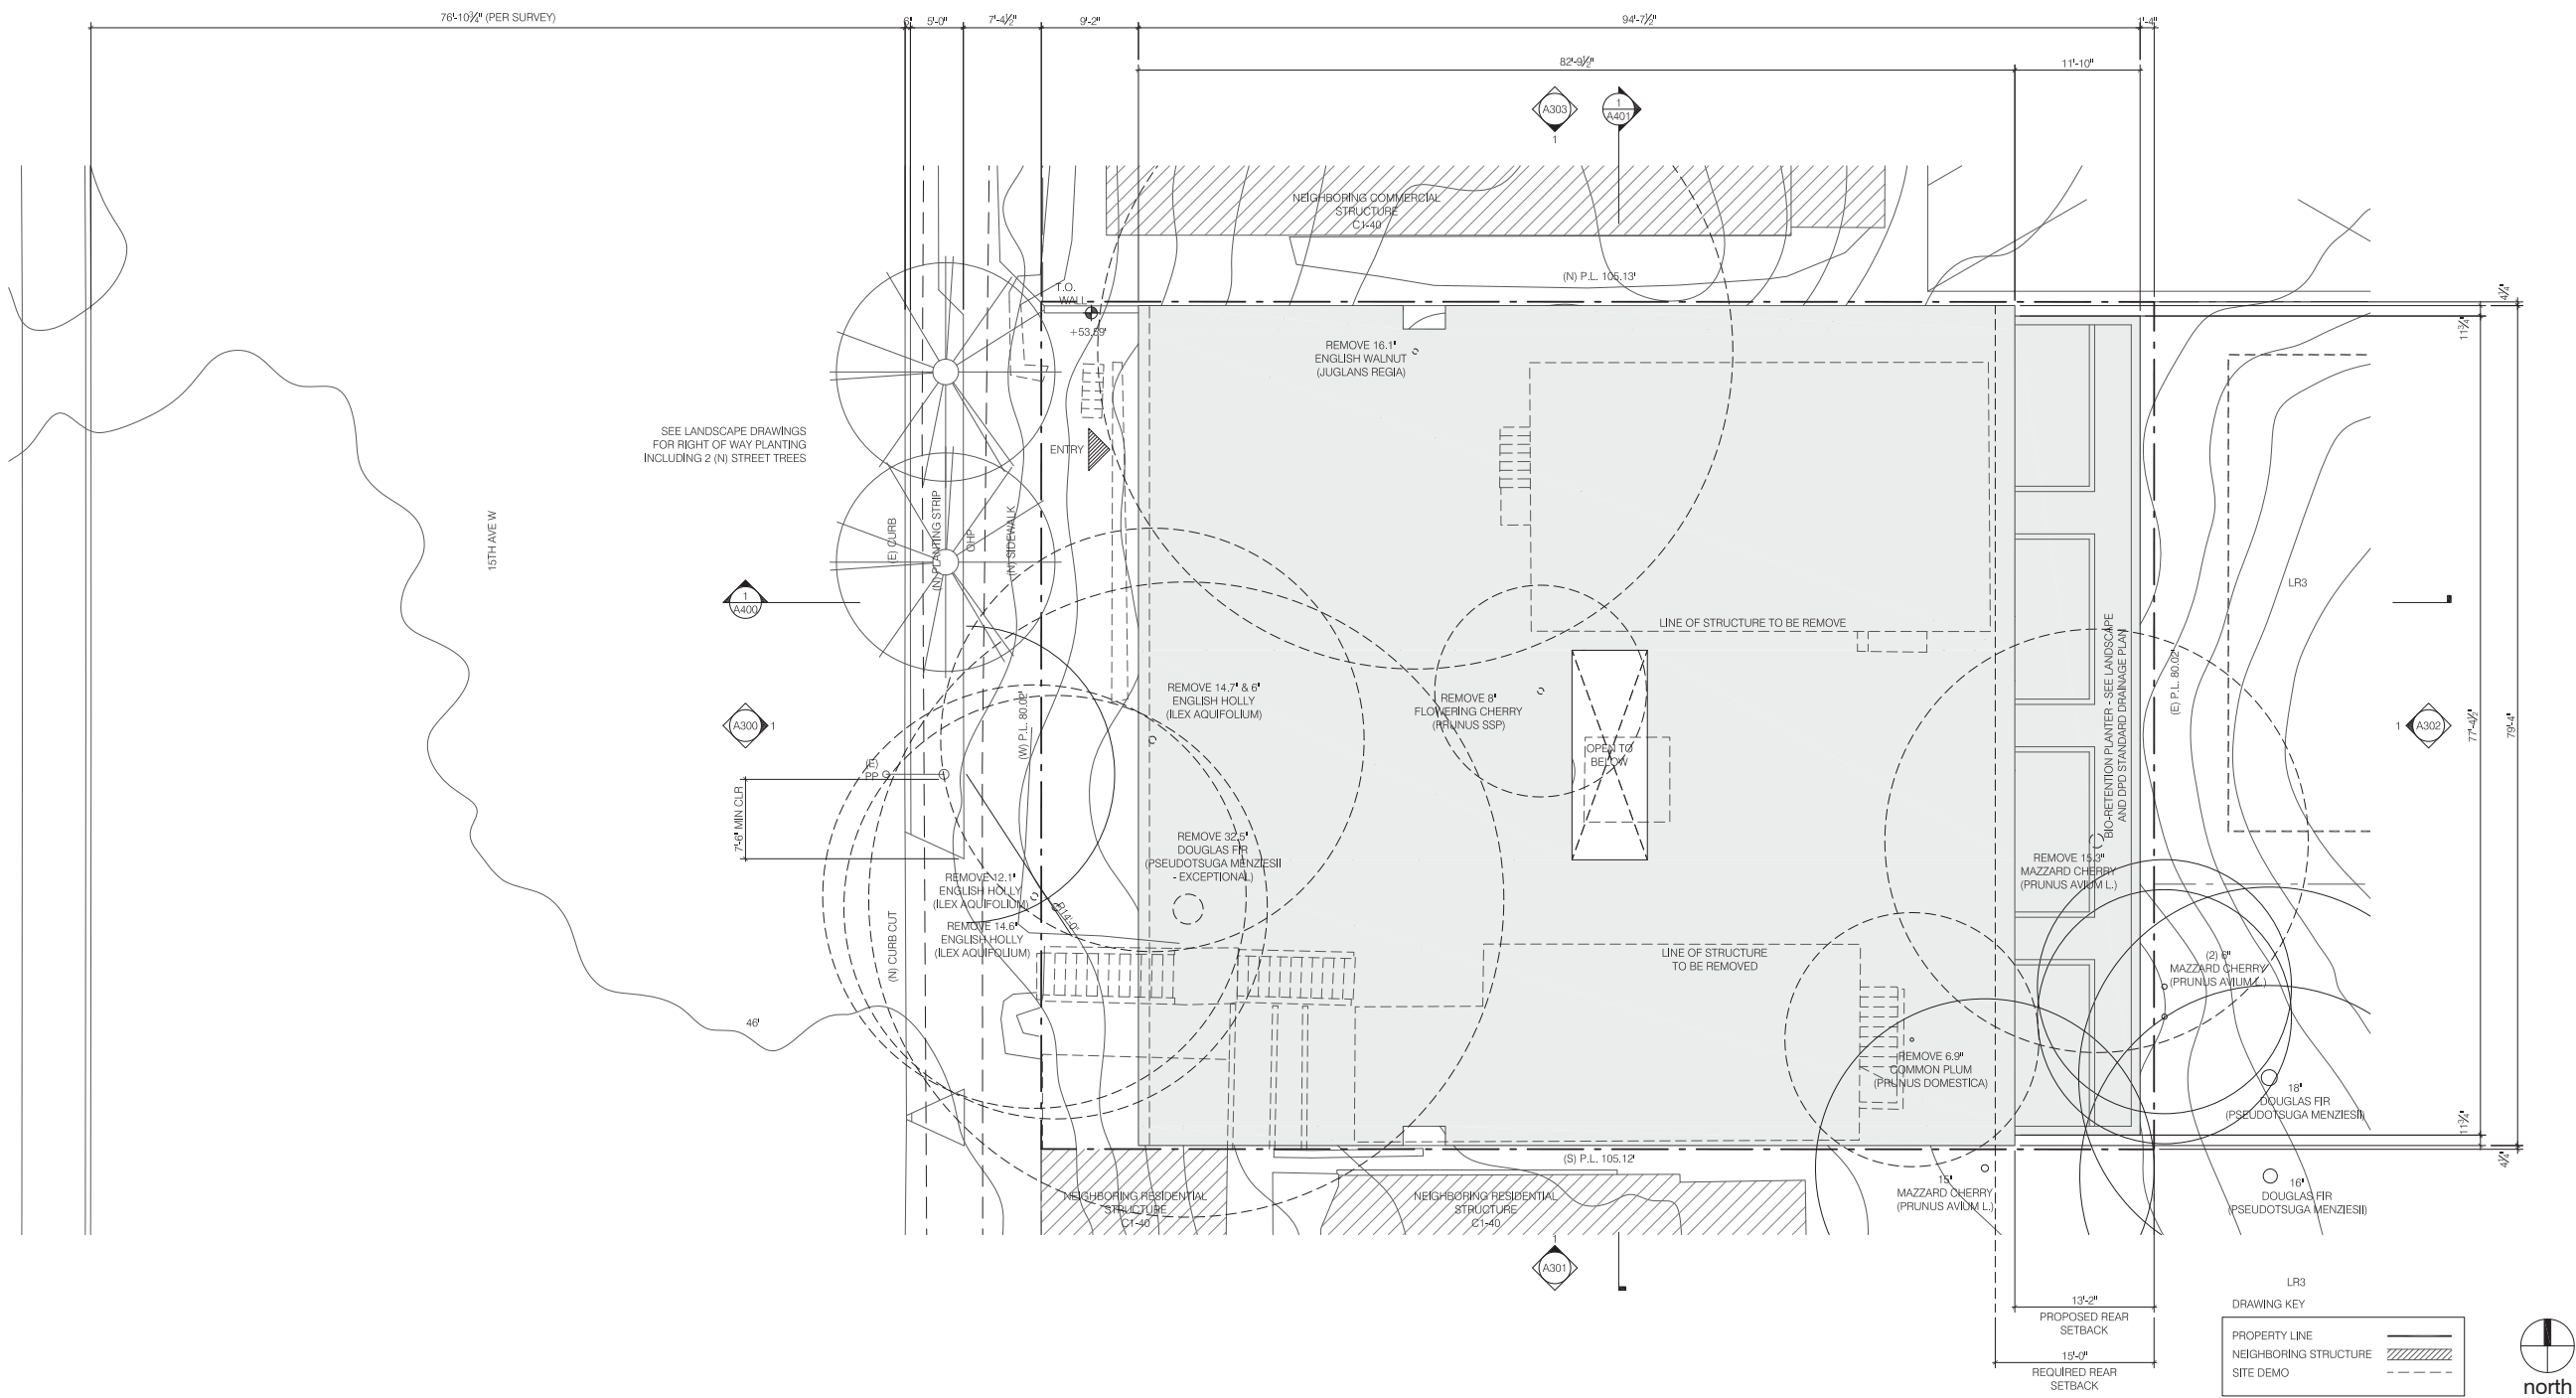 76'-10¾" (PER SURVEY)
6"
5'-0"
7'-4½"
9'-2"
94'-7½"
1'-4"
82'-9½"
11'-10"
A303
1
1
A401
NEIGHBORING COMMERCIAL
STRUCTURE
C1-40
(N) P.L. 105.13'
T.O.
WALL
+53.59'
4¼"
11¾"
REMOVE 16.1"
ENGLISH WALNUT
(JUGLANS REGIA)
SEE LANDSCAPE DRAWINGS
FOR RIGHT OF WAY PLANTING
INCLUDING 2 (N) STREET TREES
ENTRY
15TH AVE W
(E) CURB
(N) PLANTING STRIP
OHP
(N) SIDEWALK
1
A400
LR3
LINE OF STRUCTURE TO BE REMOVE
BIO-RETENTION PLANTER - SEE LANDSCAPE
AND DPD STANDARD DRAINAGE PLAN
(E) P.L. 80.02'
REMOVE 14.7" & 6"
ENGLISH HOLLY
(ILEX AQUIFOLIUM)
REMOVE 8"
FLOWERING CHERRY
(PRUNUS SSP)
(W) P.L. 80.02'
A300
1
1
A302
77'-4½"
79'-4"
OPEN TO
BELOW
(E)
PP
7'-6" MIN CLR
REMOVE 32.5"
DOUGLAS FIR
(PSEUDOTSUGA MENZIESII
- EXCEPTIONAL)
REMOVE 15.3"
MAZZARD CHERRY
(PRUNUS AVIUM L.)
REMOVE 12.1"
ENGLISH HOLLY
(ILEX AQUIFOLIUM)
R14'-0"
REMOVE 14.6"
ENGLISH HOLLY
(ILEX AQUIFOLIUM)
(N) CURB CUT
LINE OF STRUCTURE
TO BE REMOVED
(2) 6"
MAZZARD CHERRY
(PRUNUS AVIUM L.)
46'
REMOVE 6.9"
COMMON PLUM
(PRUNUS DOMESTICA)
18"
DOUGLAS FIR
(PSEUDOTSUGA MENZIESII)
11¾"
4¼"
(S) P.L. 105.12'
NEIGHBORING RESIDENTIAL
STRUCTURE
C1-40
NEIGHBORING RESIDENTIAL
STRUCTURE
C1-40
15"
MAZZARD CHERRY
(PRUNUS AVIUM L.)
16"
DOUGLAS FIR
(PSEUDOTSUGA MENZIESII)
1
A301
LR3
13'-2"
PROPOSED REAR
SETBACK
15'-0"
REQUIRED REAR
SETBACK
DRAWING KEY
PROPERTY LINE
NEIGHBORING STRUCTURE
SITE DEMO
north